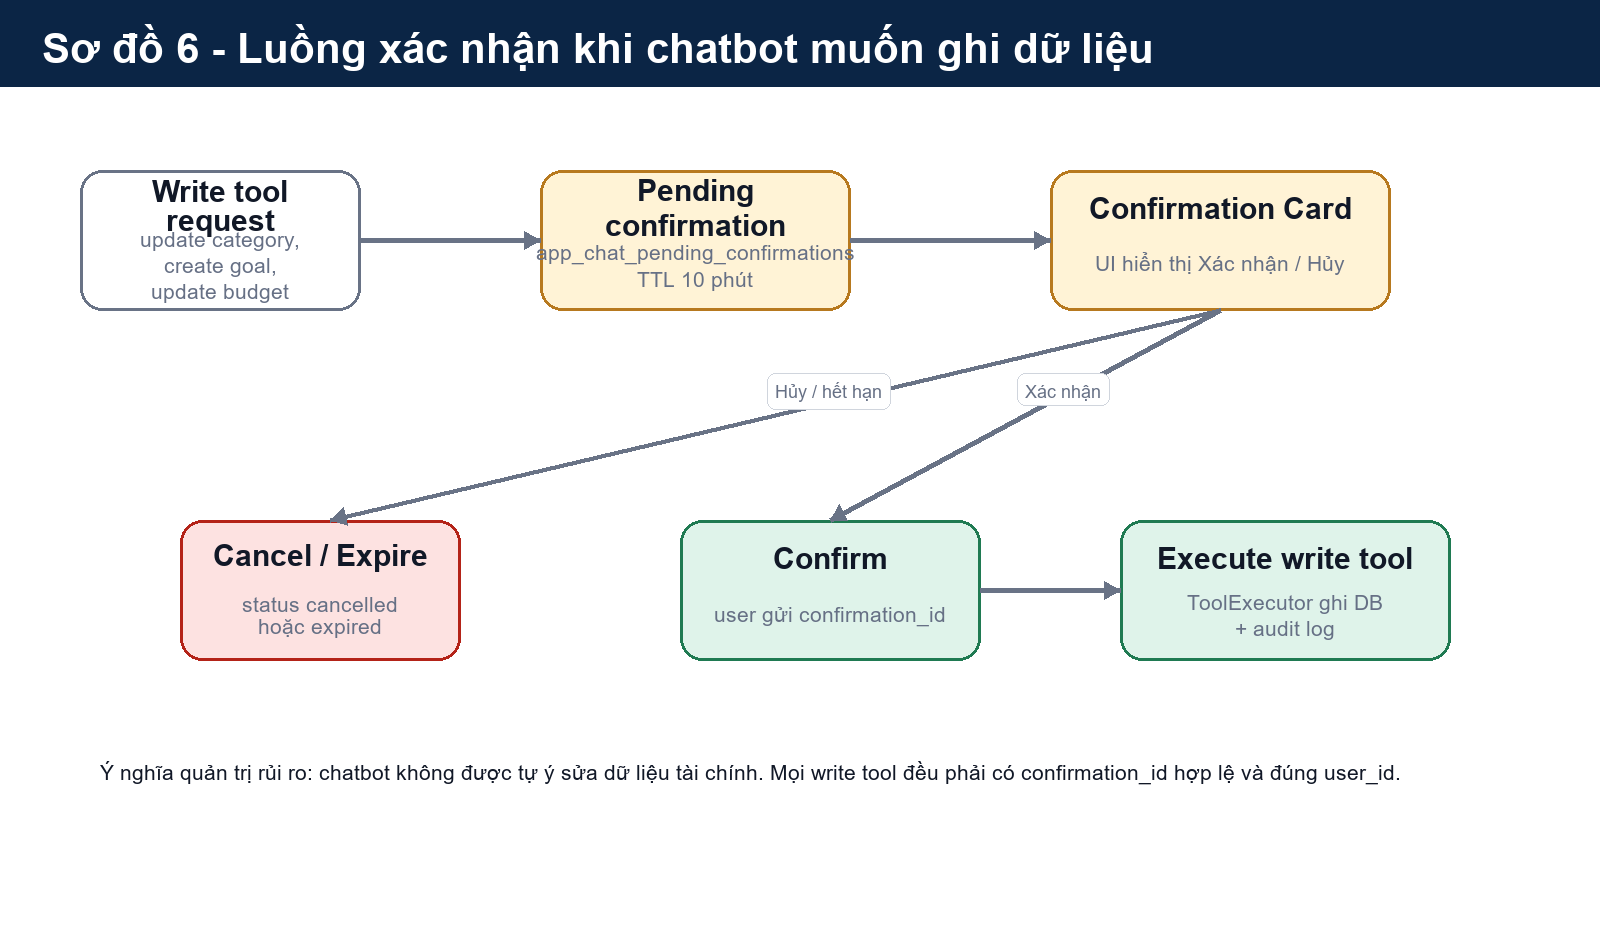 Sơ đồ 6 - Luồng xác nhận khi chatbot muốn ghi dữ liệu
Write tool
request
update category,
create goal,
update budget
Pending
confirmation
app_chat_pending_confirmations
TTL 10 phút
Confirmation Card
UI hiển thị Xác nhận / Hủy
Hủy / hết hạn
Xác nhận
Cancel / Expire
status cancelled
hoặc expired
Confirm
user gửi confirmation_id
Execute write tool
ToolExecutor ghi DB
+ audit log
Ý nghĩa quản trị rủi ro: chatbot không được tự ý sửa dữ liệu tài chính. Mọi write tool đều phải có confirmation_id hợp lệ và đúng user_id.